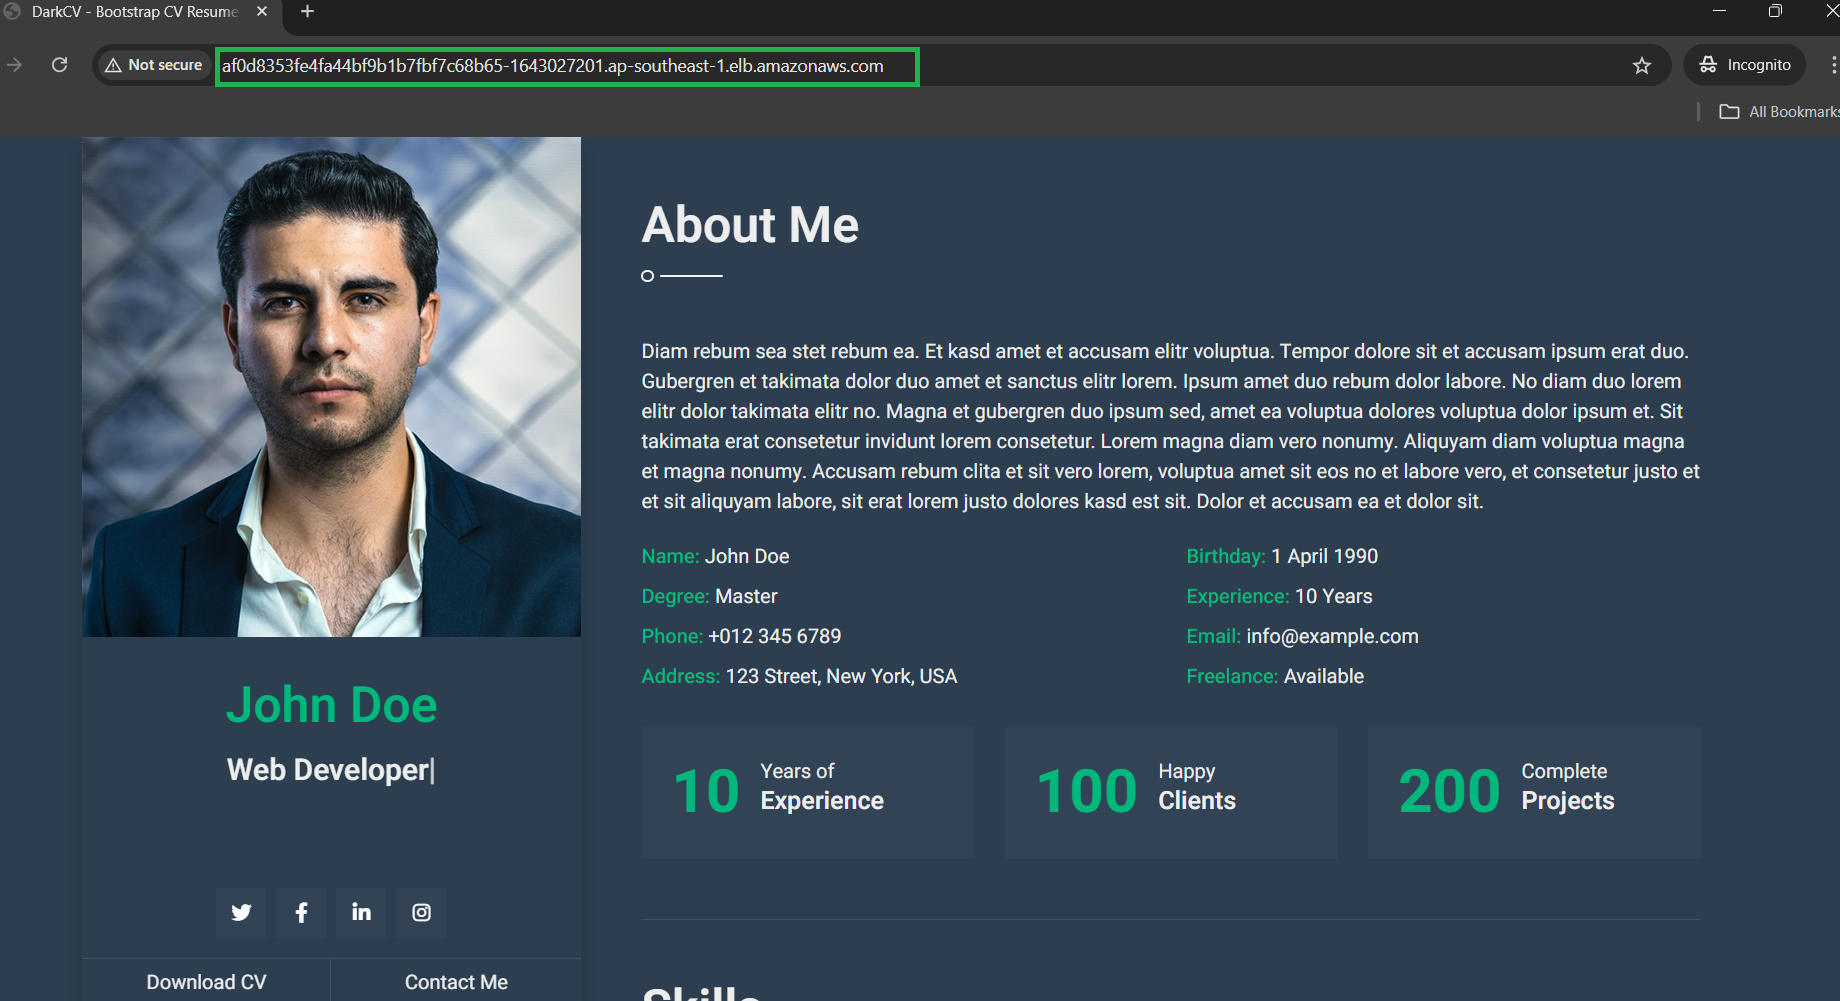 DarkCV - Bootstrap CV Resume
Not secure
af0d8353fe4fa44bf9b1b7fbf7c68b65-1643027201.ap-southeast-1.elb.amazonaws.com
Incognito
All Bookmarks
About Me
Diam rebum sea stet rebum ea. Et kasd amet et accusam elitr voluptua. Tempor dolore sit et accusam ipsum erat duo.
Gubergren et takimata dolor duo amet et sanctus elitr lorem. Ipsum amet duo rebum dolor labore. No diam duo lorem
elitr dolor takimata elitr no. Magna et gubergren duo ipsum sed, amet ea voluptua dolores voluptua dolor ipsum et. Sit
takimata erat consetetur invidunt lorem consetetur. Lorem magna diam vero nonumy. Aliquyam diam voluptua magna
et magna nonumy. Accusam rebum clita et sit vero lorem, voluptua amet sit eos no et labore vero, et consetetur justo et
et sit aliquyam labore, sit erat lorem justo dolores kasd est sit. Dolor et accusam ea et dolor sit.
Name: John Doe
Birthday: 1 April 1990
Degree: Master
Experience: 10 Years
Phone: +012 345 6789
Email: info@example.com
Address: 123 Street, New York, USA
Freelance: Available
10 Years of
Experience
100 Happy
Clients
200 Complete
Projects
John Doe
Web Developer|
Download CV
Contact Me
Skills